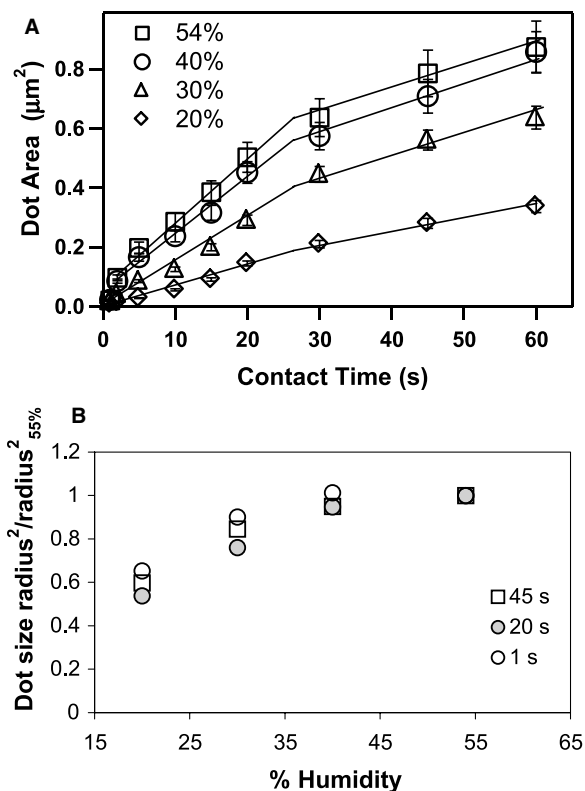 A
54%
40%
30%
20%
Dot Area (μm²)
0.8
0.6
0.4
0.2
0.0
0 10 20 30 40 50 60
Contact Time (s)
B
Dot size radius²/radius²55%
1.2
1
0.8
0.6
0.4
0.2
0
45 s
20 s
1 s
15 25 35 45 55 65
% Humidity